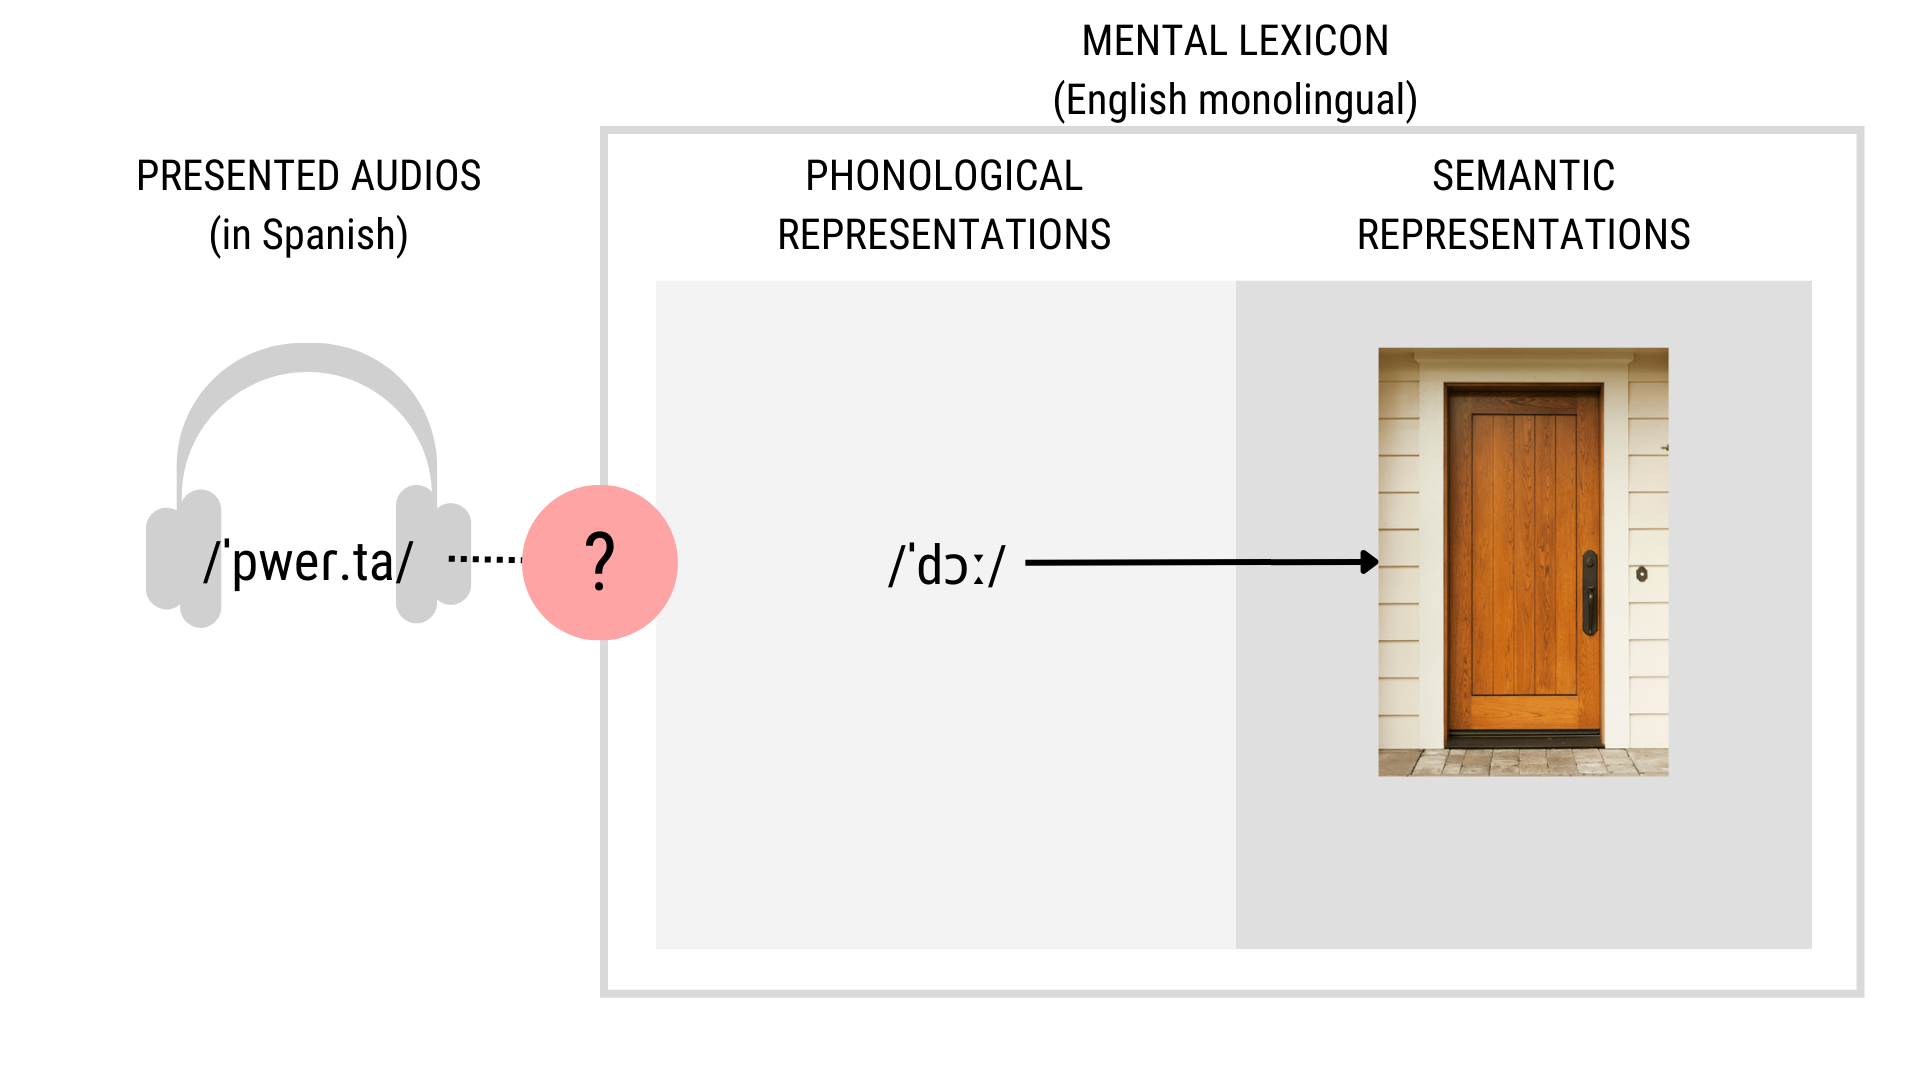 MENTAL LEXICON
(English monolingual)
PRESENTED AUDIOS
(in Spanish)
PHONOLOGICAL
REPRESENTATIONS
SEMANTIC
REPRESENTATIONS
/ˈpweɾ.ta/
?
/ˈdɔː/